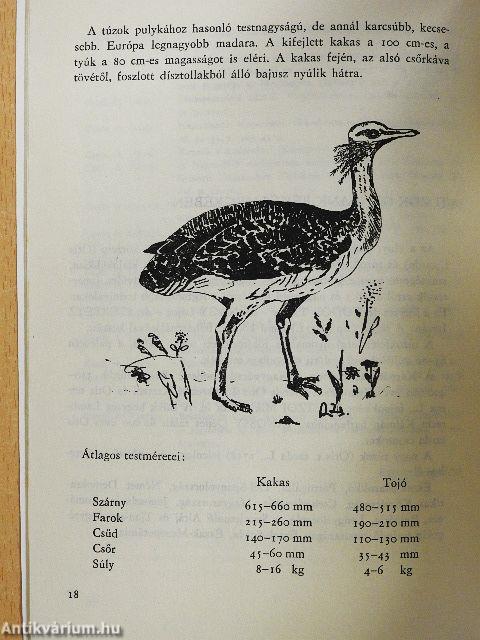 A túzok pulykához hasonló testnagyságú, de annál karcsúbb, kecse-
sebb. Európa legnagyobb madara. A kifejlett kakas a 100 cm-es, a
tyúk a 80 cm-es magasságot is eléri. A kakas fején, az alsó csőrkáva
tövétől, foszlott dísztollakból álló bajusz nyúlik hátra.
Átlagos testméretei:
Kakas Tojó
Szárny 615–660 mm 480–515 mm
Farok 215–260 mm 190–210 mm
Csüd 140–170 mm 110–130 mm
Csőr 45–60 mm 35–43 mm
Súly 8–16 kg 4–6 kg
18
Antikvárium.hu